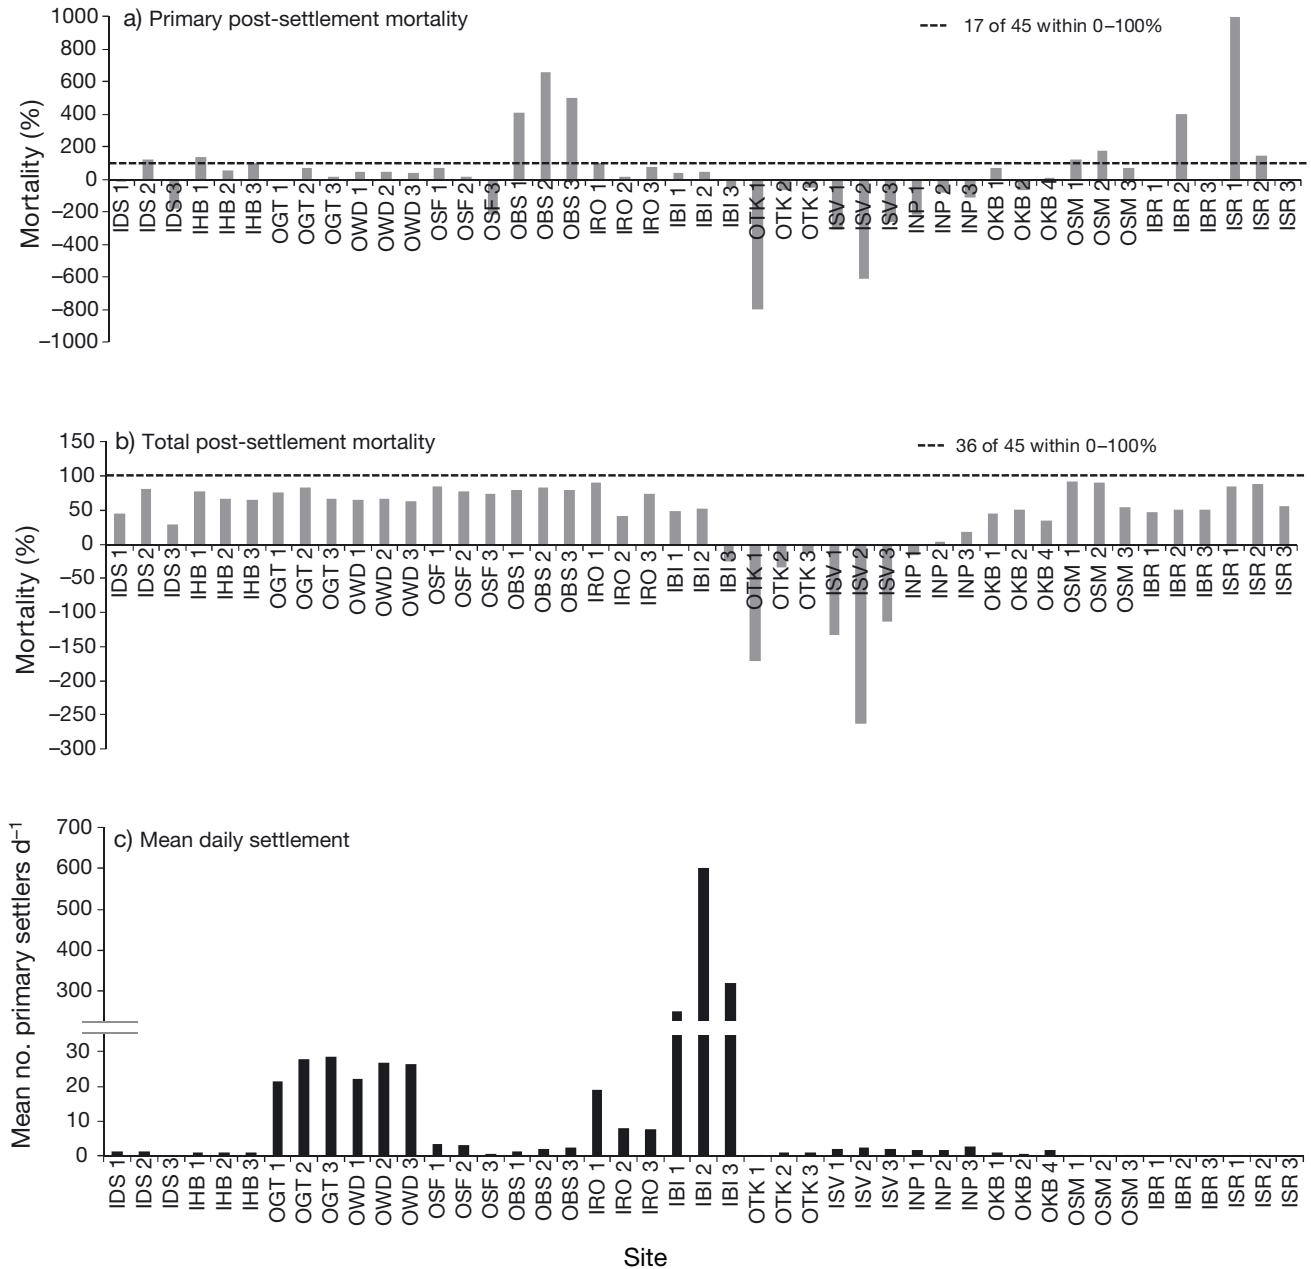 a) Primary post-settlement mortality
17 of 45 within 0–100%
Mortality (%)
1000
800
600
400
200
0
–200
–400
–600
–800
–1000
IDS 1 IDS 2 IDS 3 IHB 1 IHB 2 IHB 3 OGT 1 OGT 2 OGT 3 OWD 1 OWD 2 OWD 3 OSF 1 OSF 2 OSF 3 OBS 1 OBS 2 OBS 3 IRO 1 IRO 2 IRO 3 IBI 1 IBI 2 IBI 3 OTK 1 OTK 2 OTK 3 ISV 1 ISV 2 ISV 3 INP 1 INP 2 INP 3 OKB 1 OKB 2 OKB 4 OSM 1 OSM 2 OSM 3 IBR 1 IBR 2 IBR 3 ISR 1 ISR 2 ISR 3
b) Total post-settlement mortality
36 of 45 within 0–100%
Mortality (%)
150
100
50
0
–50
–100
–150
–200
–250
–300
IDS 1 IDS 2 IDS 3 IHB 1 IHB 2 IHB 3 OGT 1 OGT 2 OGT 3 OWD 1 OWD 2 OWD 3 OSF 1 OSF 2 OSF 3 OBS 1 OBS 2 OBS 3 IRO 1 IRO 2 IRO 3 IBI 1 IBI 2 IBI 3 OTK 1 OTK 2 OTK 3 ISV 1 ISV 2 ISV 3 INP 1 INP 2 INP 3 OKB 1 OKB 2 OKB 4 OSM 1 OSM 2 OSM 3 IBR 1 IBR 2 IBR 3 ISR 1 ISR 2 ISR 3
c) Mean daily settlement
Mean no. primary settlers d⁻¹
700
600
500
400
300
30
20
10
0
IDS 1 IDS 2 IDS 3 IHB 1 IHB 2 IHB 3 OGT 1 OGT 2 OGT 3 OWD 1 OWD 2 OWD 3 OSF 1 OSF 2 OSF 3 OBS 1 OBS 2 OBS 3 IRO 1 IRO 2 IRO 3 IBI 1 IBI 2 IBI 3 OTK 1 OTK 2 OTK 3 ISV 1 ISV 2 ISV 3 INP 1 INP 2 INP 3 OKB 1 OKB 2 OKB 4 OSM 1 OSM 2 OSM 3 IBR 1 IBR 2 IBR 3 ISR 1 ISR 2 ISR 3
Site